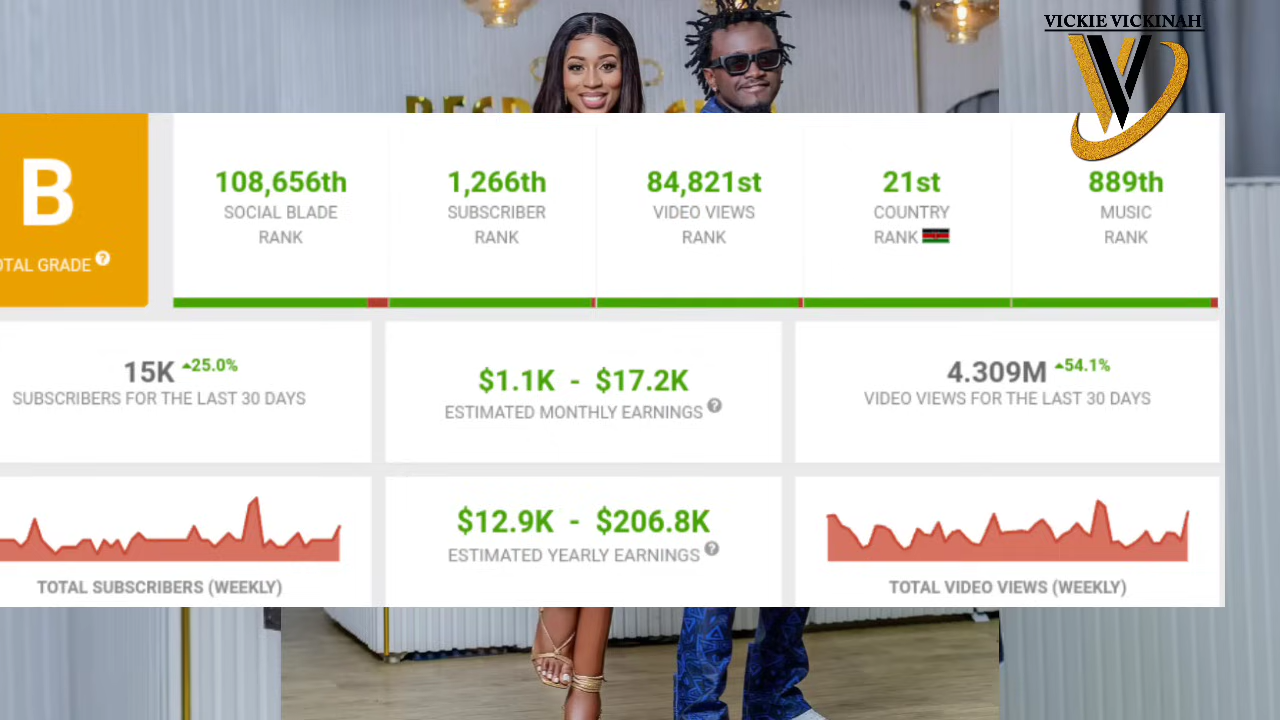 VICKIE VICKINAH
B
OTAL GRADE ?
108,656th
SOCIAL BLADE
RANK
1,266th
SUBSCRIBER
RANK
84,821st
VIDEO VIEWS
RANK
21st
COUNTRY
RANK
889th
MUSIC
RANK
15K 25.0%
SUBSCRIBERS FOR THE LAST 30 DAYS
$1.1K - $17.2K
ESTIMATED MONTHLY EARNINGS ?
4.309M 54.1%
VIDEO VIEWS FOR THE LAST 30 DAYS
TOTAL SUBSCRIBERS (WEEKLY)
$12.9K - $206.8K
ESTIMATED YEARLY EARNINGS ?
TOTAL VIDEO VIEWS (WEEKLY)